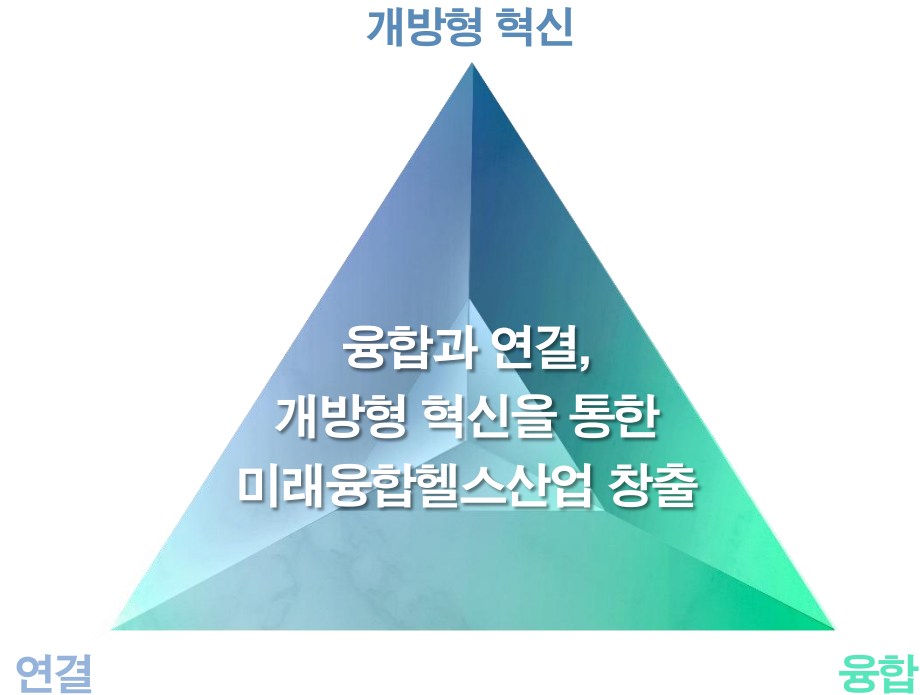 개방형 혁신
융합과 연결,
개방형 혁신을 통한
미래융합헬스산업 창출
연결
융합